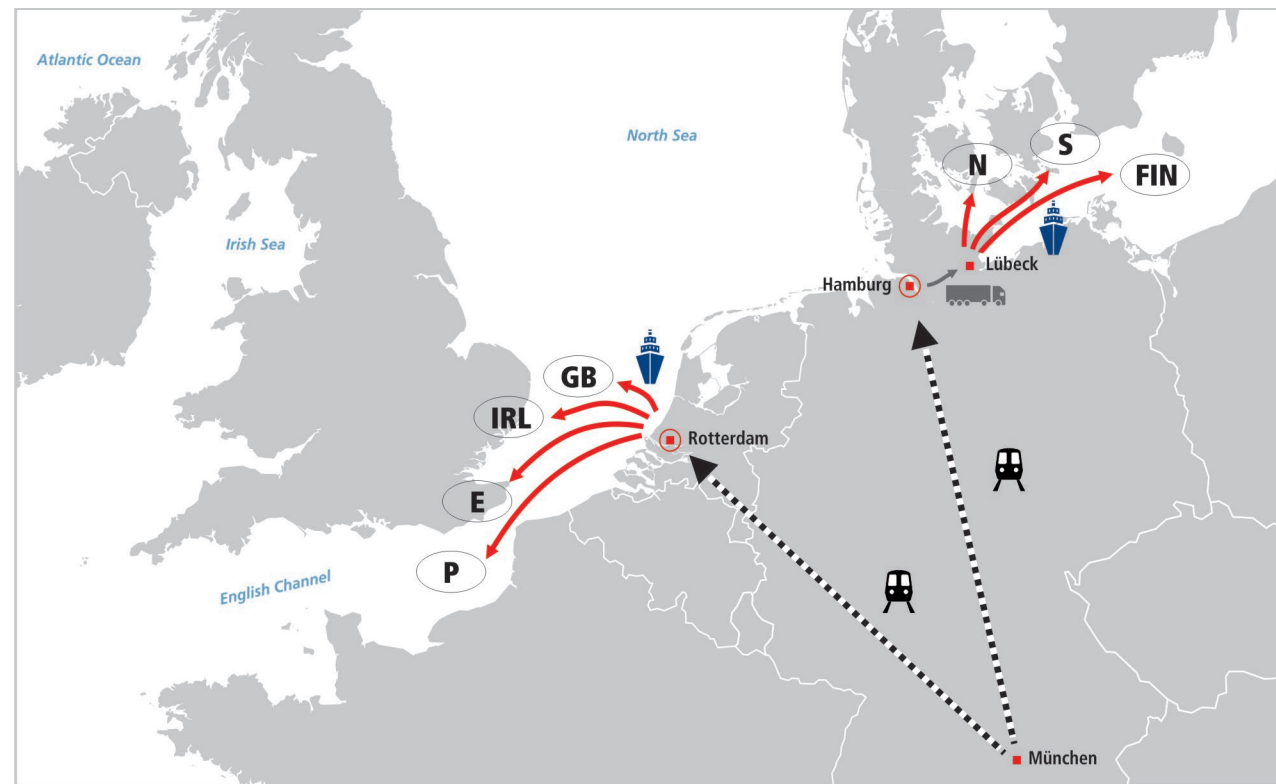 Atlantic Ocean
North Sea
Irish Sea
English Channel
N
S
FIN
Lübeck
Hamburg
GB
IRL
E
P
Rotterdam
München